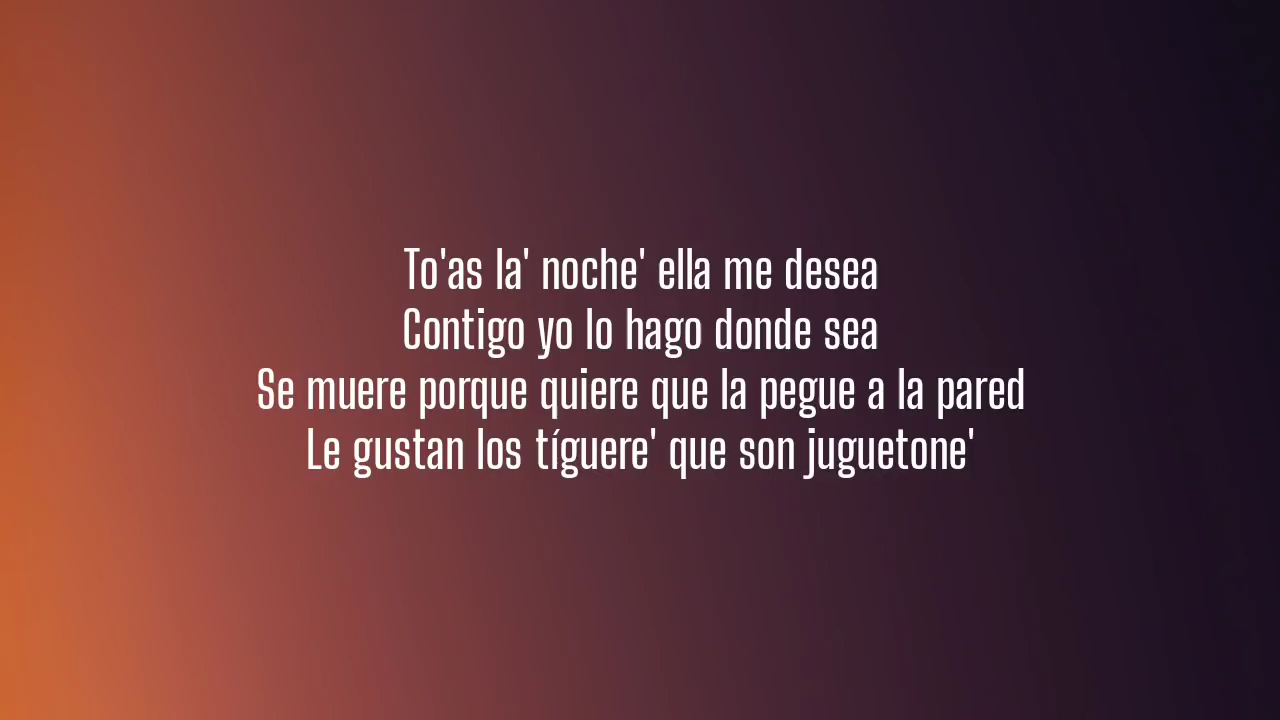 To'as la' noche' ella me desea
Contigo yo lo hago donde sea
Se muere porque quiere que la pegue a la pared
Le gustan los tíguere' que son juguetone'